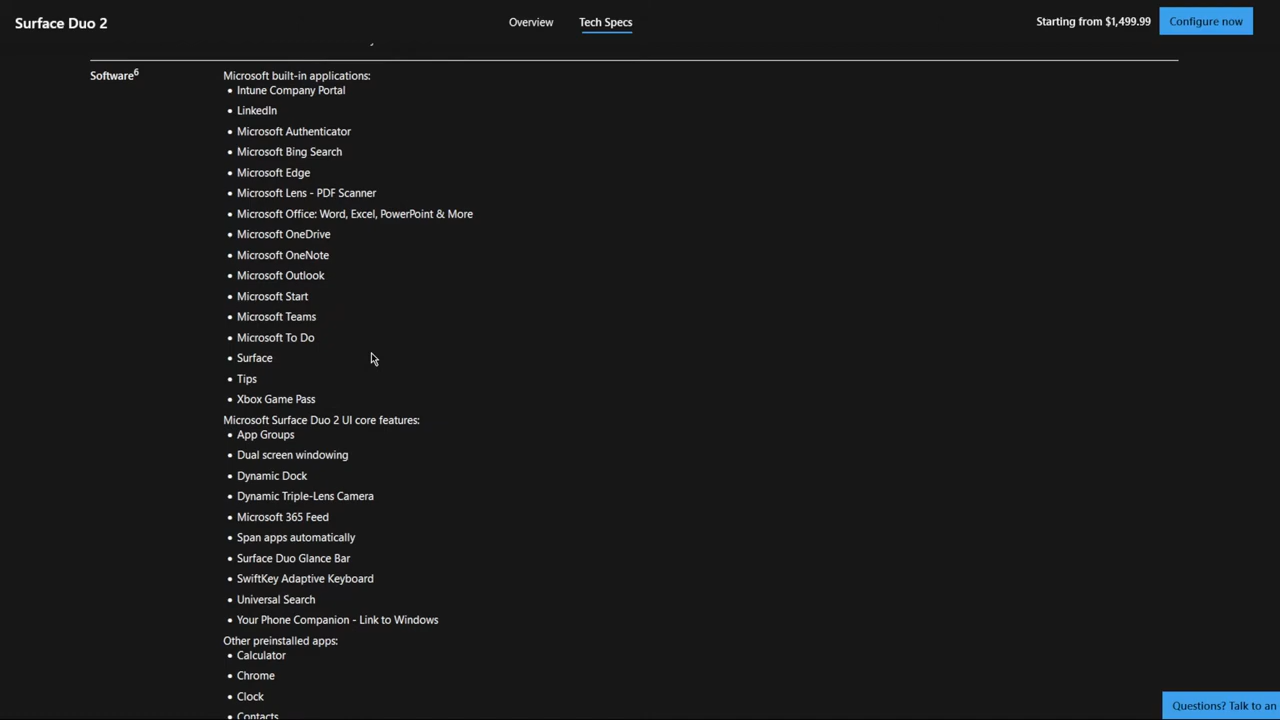 Surface Duo 2
Overview
Tech Specs
Starting from $1,499.99
Configure now
Software6
Microsoft built-in applications:
• Intune Company Portal
• LinkedIn
• Microsoft Authenticator
• Microsoft Bing Search
• Microsoft Edge
• Microsoft Lens - PDF Scanner
• Microsoft Office: Word, Excel, PowerPoint & More
• Microsoft OneDrive
• Microsoft OneNote
• Microsoft Outlook
• Microsoft Start
• Microsoft Teams
• Microsoft To Do
• Surface
• Tips
• Xbox Game Pass
Microsoft Surface Duo 2 UI core features:
• App Groups
• Dual screen windowing
• Dynamic Dock
• Dynamic Triple-Lens Camera
• Microsoft 365 Feed
• Span apps automatically
• Surface Duo Glance Bar
• SwiftKey Adaptive Keyboard
• Universal Search
• Your Phone Companion - Link to Windows
Other preinstalled apps:
• Calculator
• Chrome
• Clock
• Contacts
Questions? Talk to an